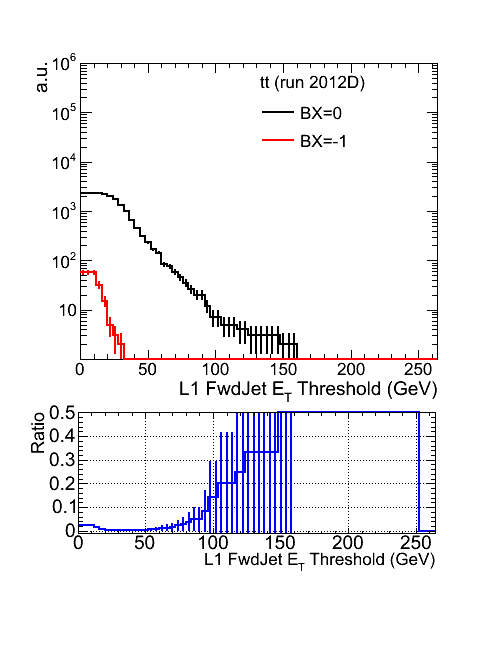 a.u.
10^6
10^5
10^4
10^3
10^2
10
tt (run 2012D)
BX=0
BX=-1
0 50 100 150 200 250
L1 FwdJet E_T Threshold (GeV)
Ratio
0.5
0.4
0.3
0.2
0.1
0
0 50 100 150 200 250
L1 FwdJet E_T Threshold (GeV)